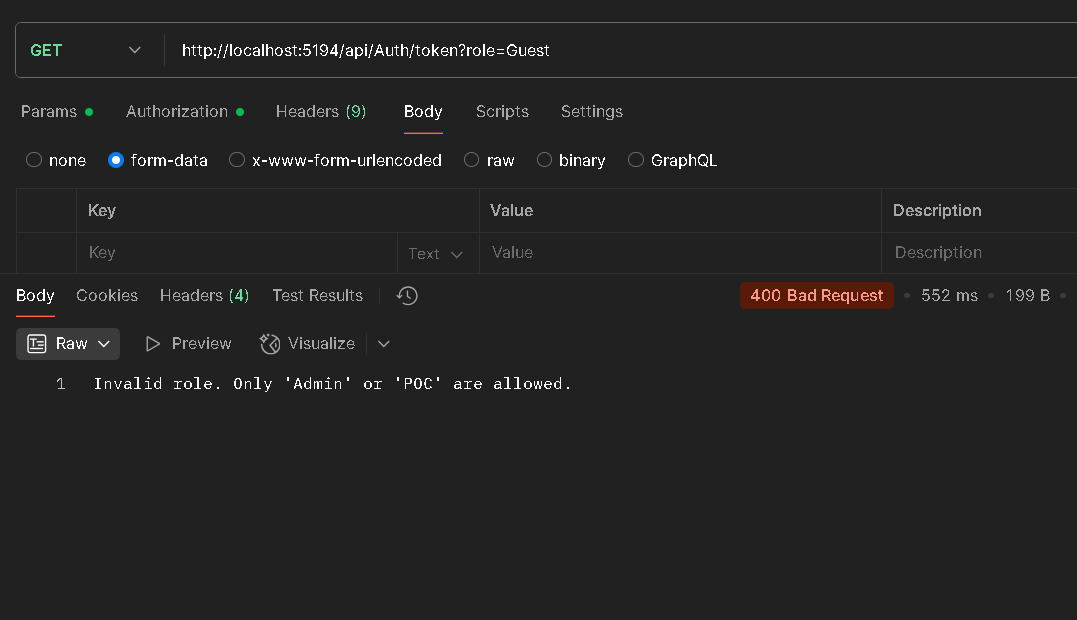 GET http://localhost:5194/api/Auth/token?role=Guest
Params Authorization Headers (9) Body Scripts Settings
none form-data x-www-form-urlencoded raw binary GraphQL
Key Value Description
Key Text Value Description
Body Cookies Headers (4) Test Results 400 Bad Request 552 ms 199 B
Raw Preview Visualize
1 Invalid role. Only 'Admin' or 'POC' are allowed.